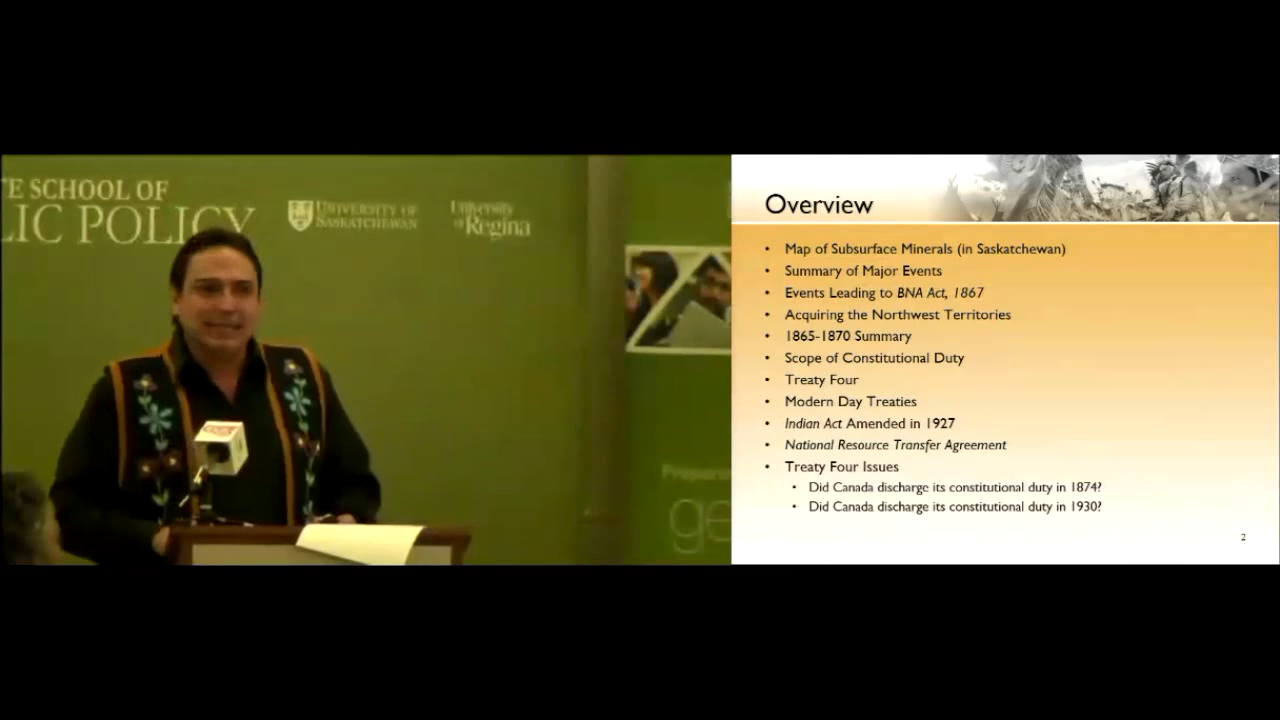 E SCHOOL OF
LIC POLICY
UNIVERSITY OF
SASKATCHEWAN
University
of Regina
Overview
• Map of Subsurface Minerals (in Saskatchewan)
• Summary of Major Events
• Events Leading to BNA Act, 1867
• Acquiring the Northwest Territories
• 1865-1870 Summary
• Scope of Constitutional Duty
• Treaty Four
• Modern Day Treaties
• Indian Act Amended in 1927
• National Resource Transfer Agreement
• Treaty Four Issues
• Did Canada discharge its constitutional duty in 1874?
• Did Canada discharge its constitutional duty in 1930?
2